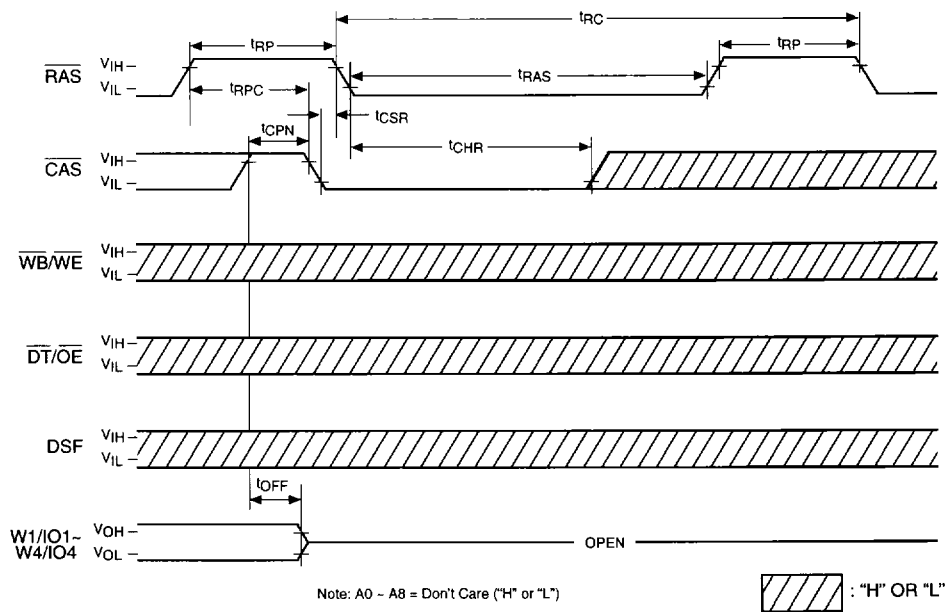 tRC
tRP
tRP
RAS
VIH
VIL
tRAS
tRPC
tCSR
tCPN
tCHR
CAS
VIH
VIL
WB/WE
VIH
VIL
DT/OE
VIH
VIL
DSF
VIH
VIL
tOFF
W1/IO1~
W4/IO4
VOH
VOL
OPEN
Note: A0 ~ A8 = Don't Care ("H" or "L")
: "H" OR "L"